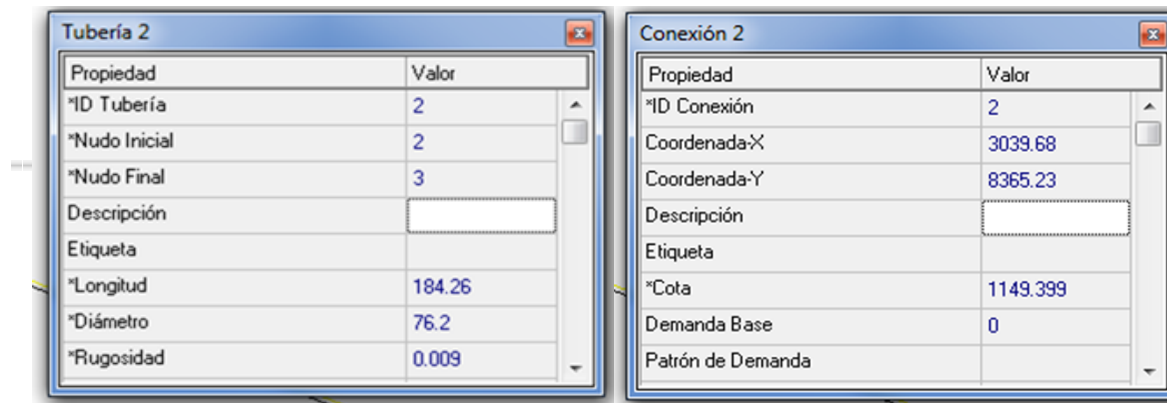 Tubería 2
Propiedad Valor
*ID Tubería 2
*Nudo Inicial 2
*Nudo Final 3
Descripción
Etiqueta
*Longitud 184.26
*Diámetro 76.2
*Rugosidad 0.009
Conexión 2
Propiedad Valor
*ID Conexión 2
Coordenada-X 3039.68
Coordenada-Y 8365.23
Descripción
Etiqueta
*Cota 1149.399
Demanda Base 0
Patrón de Demanda